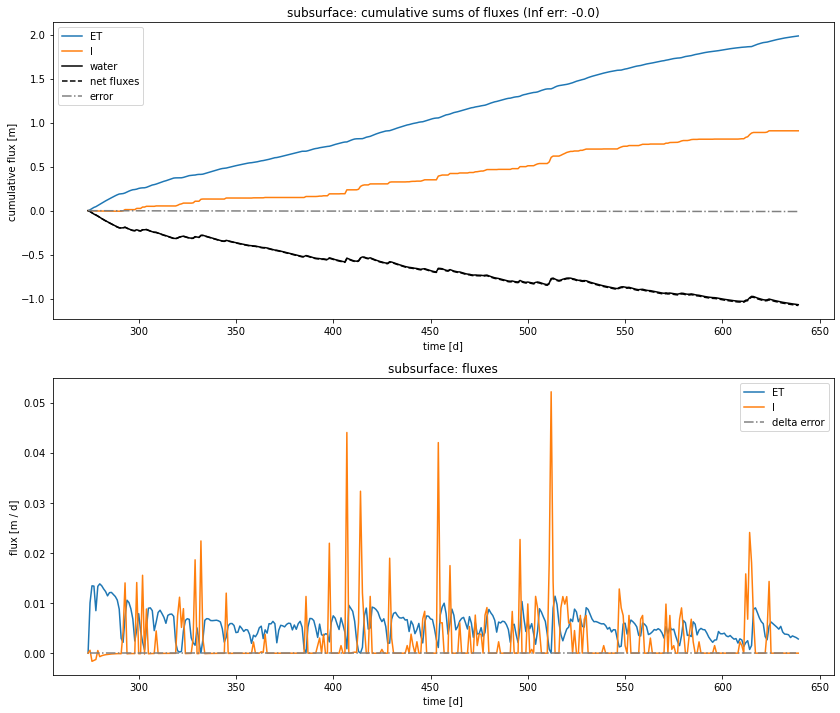 subsurface: cumulative sums of fluxes (Inf err: -0.0)
cumulative flux [m]
2.0
1.5
1.0
0.5
0.0
−0.5
−1.0
ET
I
water
net fluxes
error
300 350 400 450 500 550 600 650
time [d]
subsurface: fluxes
flux [m / d]
0.05
0.04
0.03
0.02
0.01
0.00
ET
I
delta error
300 350 400 450 500 550 600 650
time [d]